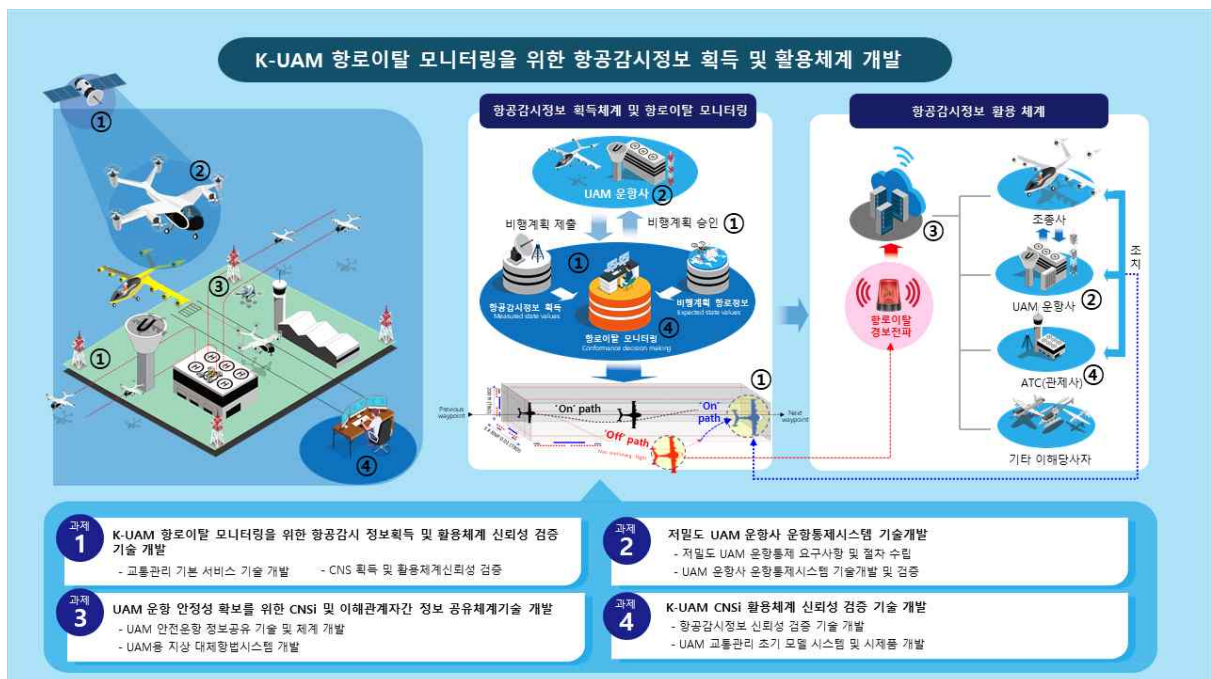 K-UAM 항로이탈 모니터링을 위한 항공감시정보 획득 및 활용체계 개발
①
②
③
①
④
항공감시정보 획득체계 및 항로이탈 모니터링
UAM 운항사 ②
비행계획 제출
비행계획 승인 ①
①
항공감시정보 획득
Measured state values
비행계획 항로정보
Expected state values
④
항로이탈 모니터링
Conformance decision making
①
Previous
waypoint
'On' path
'On'
path
Next
waypoint
'Off' path
항공감시정보 활용 체계
③
항로이탈
경보전파
조종사
조치
UAM 운항사 ②
ATC(관제사) ④
기타 이해당사자
과제
1
K-UAM 항로이탈 모니터링을 위한 항공감시 정보획득 및 활용체계 신뢰성 검증
기술 개발
- 교통관리 기본 서비스 기술 개발 - CNS 획득 및 활용체계신뢰성 검증
과제
2
저밀도 UAM 운항사 운항통제시스템 기술개발
- 저밀도 UAM 운항통제 요구사항 및 절차 수립
- UAM 운항사 운항통제시스템 기술개발 및 검증
과제
3
UAM 운항 안정성 확보를 위한 CNSi 및 이해관계자간 정보 공유체계기술 개발
- UAM 안전운항 정보공유 기술 및 체계 개발
- UAM용 지상 대체항법시스템 개발
과제
4
K-UAM CNSi 활용체계 신뢰성 검증 기술 개발
- 항공감시정보 신뢰성 검증 기술 개발
- UAM 교통관리 초기 모델 시스템 및 시제품 개발